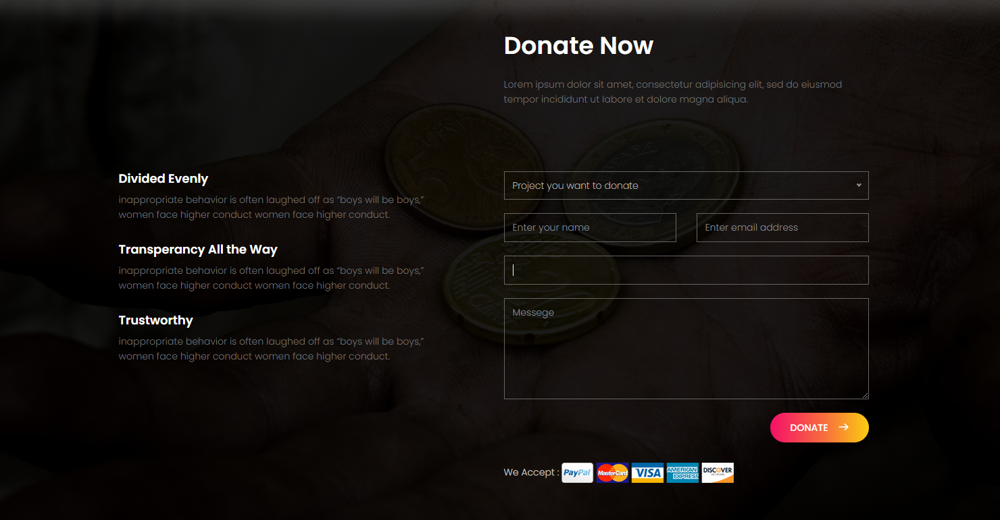 Donate Now
Lorem ipsum dolor sit amet, consectetur adipisicing elit, sed do eiusmod
tempor incididunt ut labore et dolore magna aliqua.
Divided Evenly
inappropriate behavior is often laughed off as “boys will be boys,”
women face higher conduct women face higher conduct.
Transperancy All the Way
inappropriate behavior is often laughed off as “boys will be boys,”
women face higher conduct women face higher conduct.
Trustworthy
inappropriate behavior is often laughed off as “boys will be boys,”
women face higher conduct women face higher conduct.
Project you want to donate
Enter your name
Enter email address
Messege
DONATE
We Accept : PayPal MasterCard VISA AMERICAN EXPRESS DISCOVER NETWORK